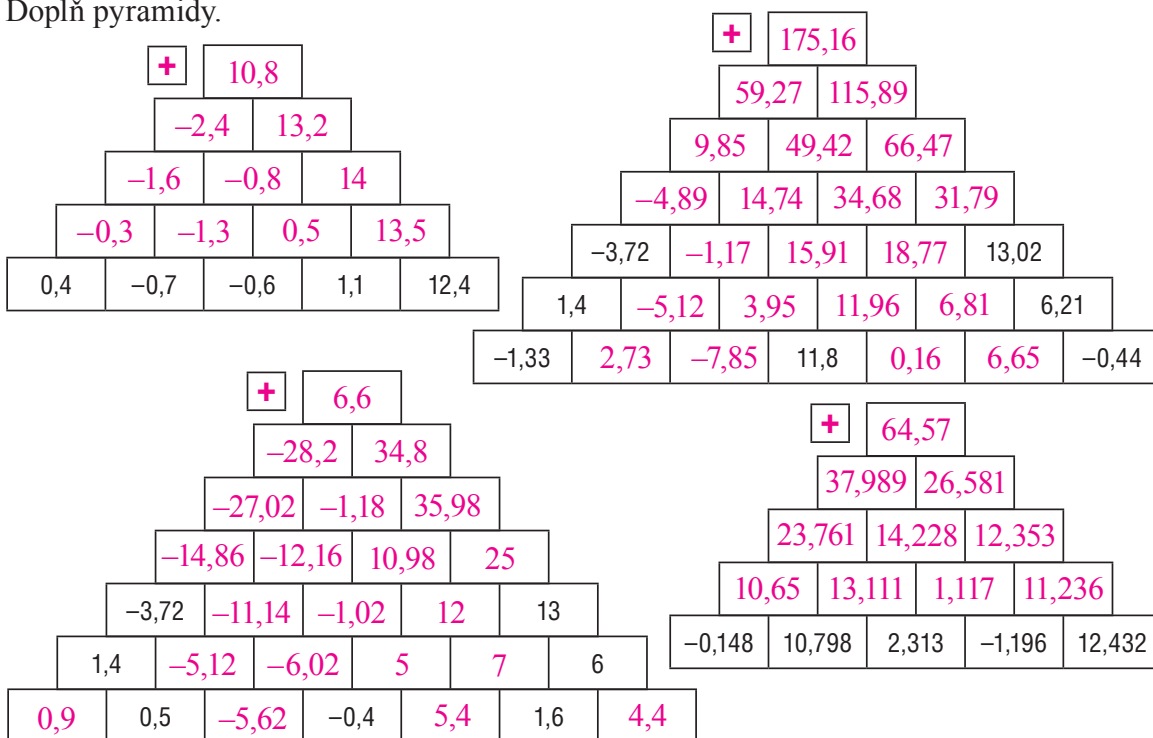 Doplň pyramidy.
+ 10,8
–2,4 13,2
–1,6 –0,8 14
–0,3 –1,3 0,5 13,5
0,4 –0,7 –0,6 1,1 12,4
+ 175,16
59,27 115,89
9,85 49,42 66,47
–4,89 14,74 34,68 31,79
–3,72 –1,17 15,91 18,77 13,02
1,4 –5,12 3,95 11,96 6,81 6,21
–1,33 2,73 –7,85 11,8 0,16 6,65 –0,44
+ 6,6
–28,2 34,8
–27,02 –1,18 35,98
–14,86 –12,16 10,98 25
–3,72 –11,14 –1,02 12 13
1,4 –5,12 –6,02 5 7 6
0,9 0,5 –5,62 –0,4 5,4 1,6 4,4
+ 64,57
37,989 26,581
23,761 14,228 12,353
10,65 13,111 1,117 11,236
–0,148 10,798 2,313 –1,196 12,432